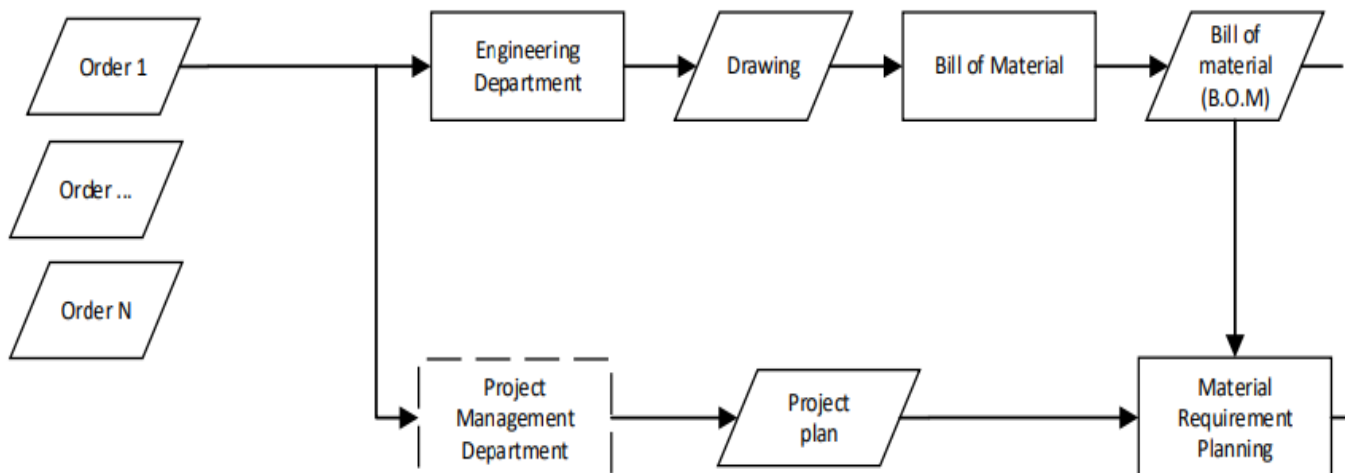 Order 1
Engineering
Department
Drawing
Bill of Material
Bill of
material
(B.O.M)
Order ...
Order N
Project
Management
Department
Project
plan
Material
Requirement
Planning